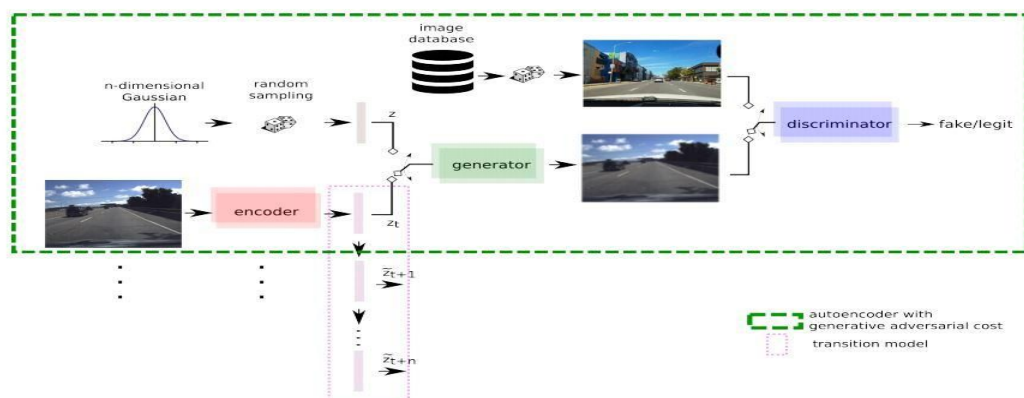 image
database
n-dimensional
Gaussian
random
sampling
z
discriminator
fake/legit
generator
encoder
zt
z̃t+1
z̃t+n
autoencoder with
generative adversarial cost
transition model